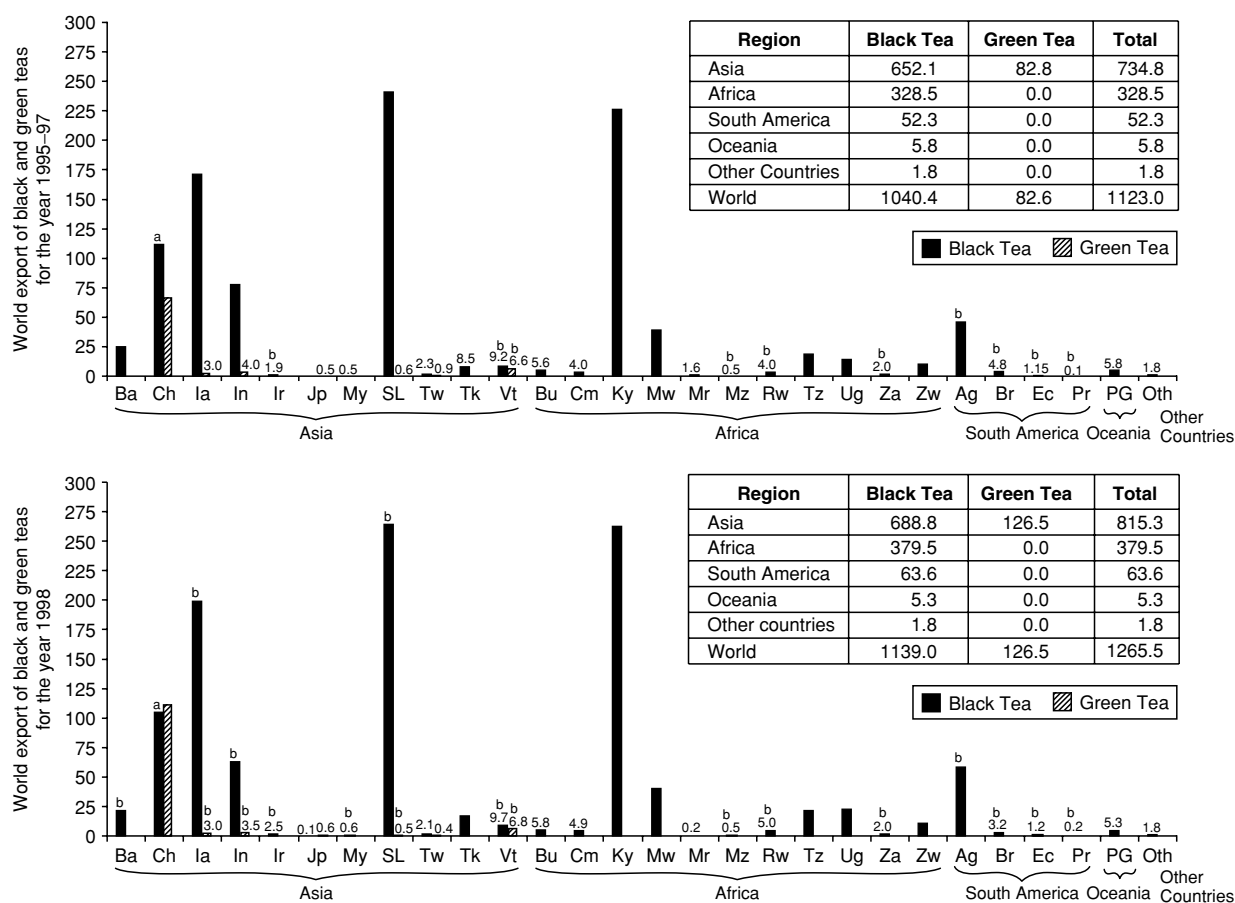 World export of black and green teas
for the year 1995–97
300
275
250
225
200
175
150
125
100
75
50
25
0
Region Black Tea Green Tea Total
Asia 652.1 82.8 734.8
Africa 328.5 0.0 328.5
South America 52.3 0.0 52.3
Oceania 5.8 0.0 5.8
Other Countries 1.8 0.0 1.8
World 1040.4 82.6 1123.0
Black Tea Green Tea
a b b b b b b b b b b
3.0 4.0 1.9 0.5 0.5 0.6 2.3 0.9 8.5 9.2 6.6 5.6 4.0 1.6 0.5 4.0 2.0 4.8 1.15 0.1 5.8 1.8
Ba Ch Ia In Ir Jp My SL Tw Tk Vt Bu Cm Ky Mw Mr Mz Rw Tz Ug Za Zw Ag Br Ec Pr PG Oth
Asia Africa South America Oceania Other
Countries
World export of black and green teas
for the year 1998
300
275
250
225
200
175
150
125
100
75
50
25
0
Region Black Tea Green Tea Total
Asia 688.8 126.5 815.3
Africa 379.5 0.0 379.5
South America 63.6 0.0 63.6
Oceania 5.3 0.0 5.3
Other countries 1.8 0.0 1.8
World 1139.0 126.5 1265.5
Black Tea Green Tea
b a b b b b b b b b b b b b b b b b b
3.0 3.5 2.5 0.1 0.6 0.6 0.5 2.1 0.4 9.7 6.8 5.8 4.9 0.2 0.5 5.0 2.0 3.2 1.2 0.2 5.3 1.8
Ba Ch Ia In Ir Jp My SL Tw Tk Vt Bu Cm Ky Mw Mr Mz Rw Tz Ug Za Zw Ag Br Ec Pr PG Oth
Asia Africa South America Oceania Other
Countries